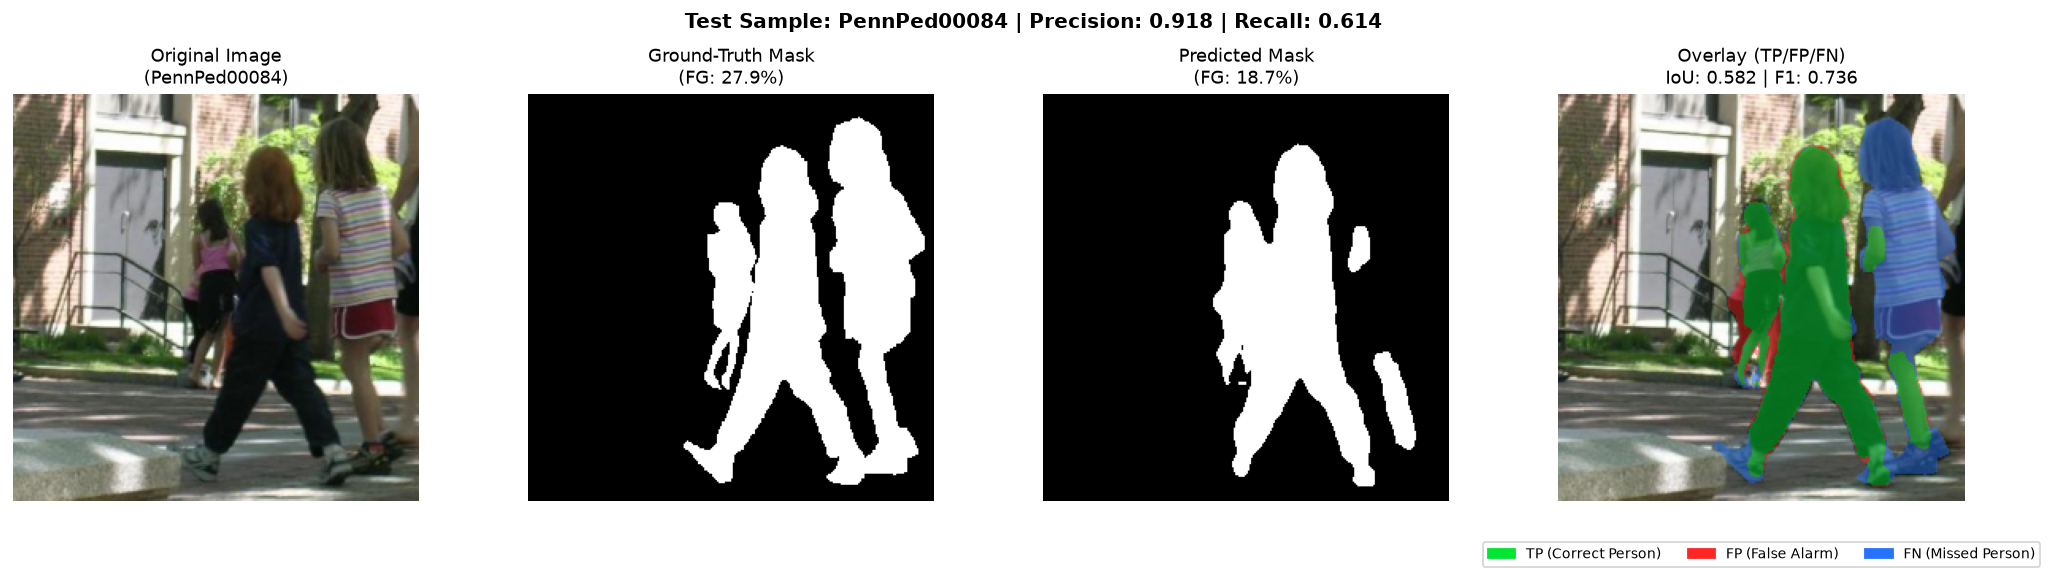 Test Sample: PennPed00084 | Precision: 0.918 | Recall: 0.614
Original Image
(PennPed00084)
Ground-Truth Mask
(FG: 27.9%)
Predicted Mask
(FG: 18.7%)
Overlay (TP/FP/FN)
IoU: 0.582 | F1: 0.736
TP (Correct Person)
FP (False Alarm)
FN (Missed Person)